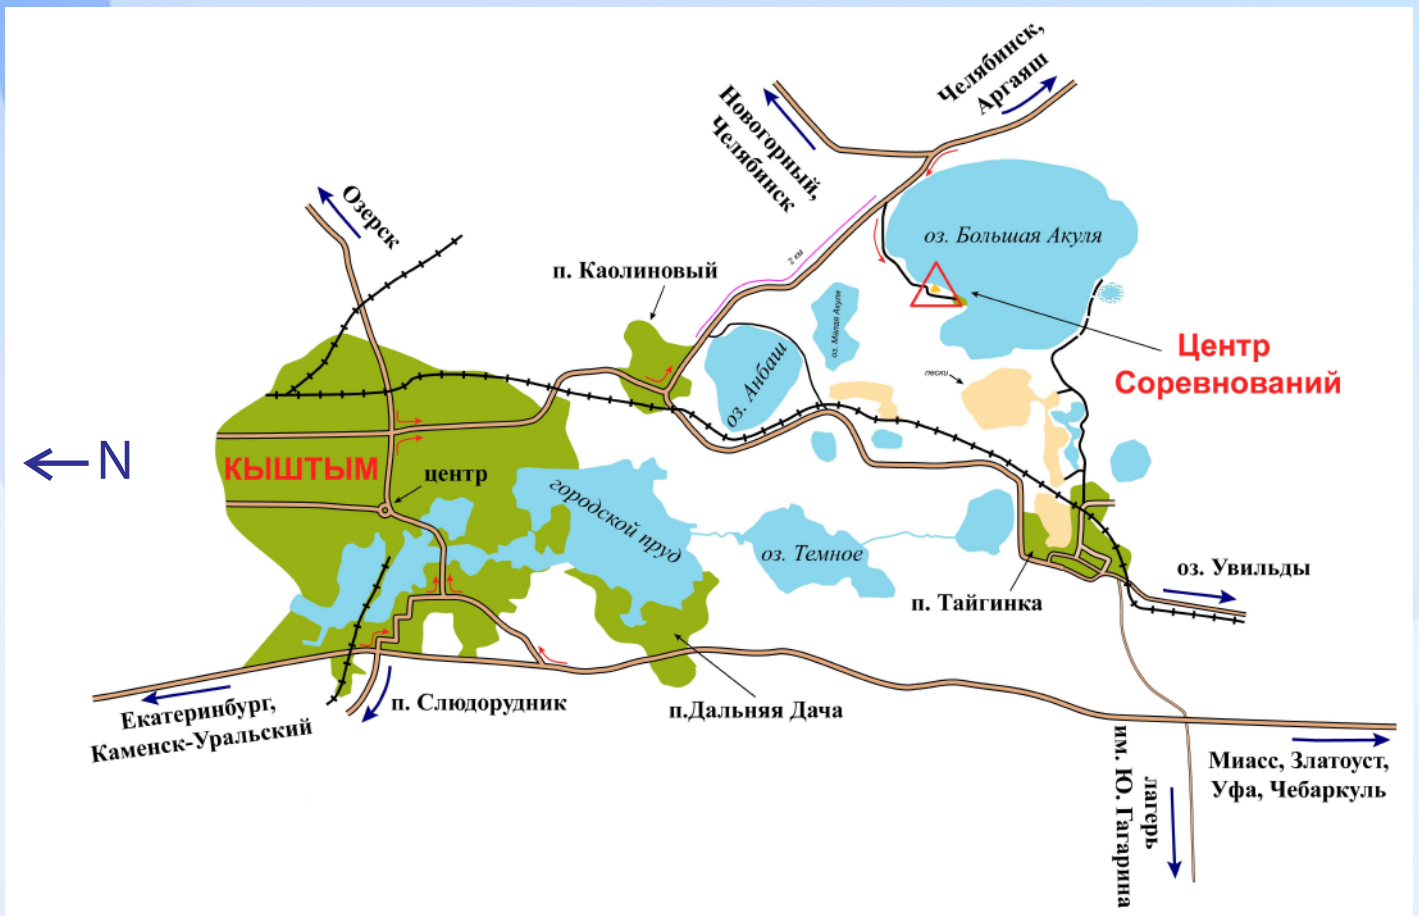 Челябинск,
Аргаяш
Новогорный,
Челябинск
Озерск
оз. Большая Акуля
п. Каолиновый
2 км
оз. Малая Акуля
Центр
Соревнований
оз. Анбаш
пески
N
КЫШТЫМ
центр
городской пруд
оз. Темное
оз. Увильды
п. Тайгинка
п. Слюдорудник
п.Дальняя Дача
Екатеринбург,
Каменск-Уральский
Миасс, Златоуст,
Уфа, Чебаркуль
лагерь
им. Ю. Гагарина